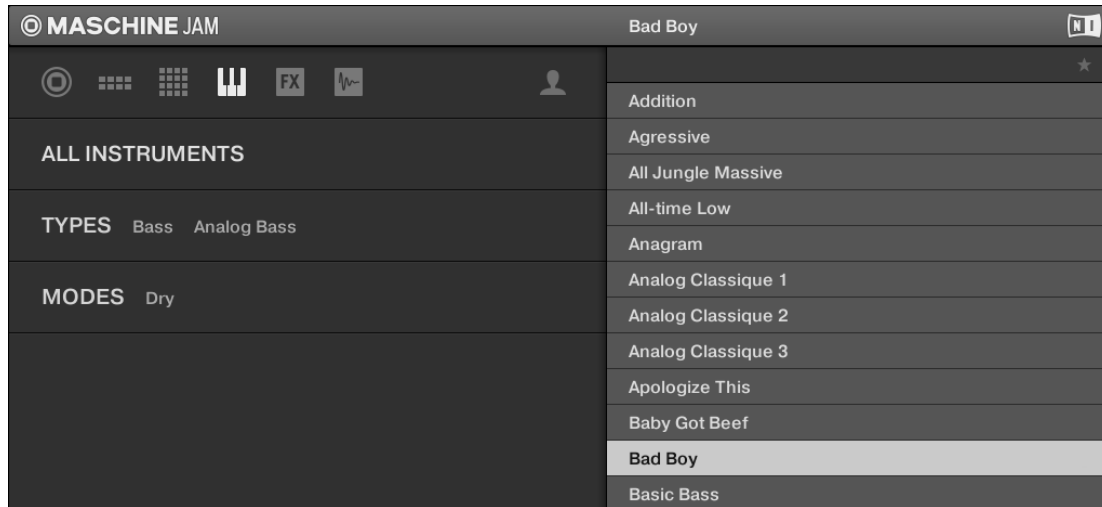 MASCHINE JAM
Bad Boy
NI
FX
ALL INSTRUMENTS
TYPES Bass Analog Bass
MODES Dry
Addition
Agressive
All Jungle Massive
All-time Low
Anagram
Analog Classique 1
Analog Classique 2
Analog Classique 3
Apologize This
Baby Got Beef
Bad Boy
Basic Bass